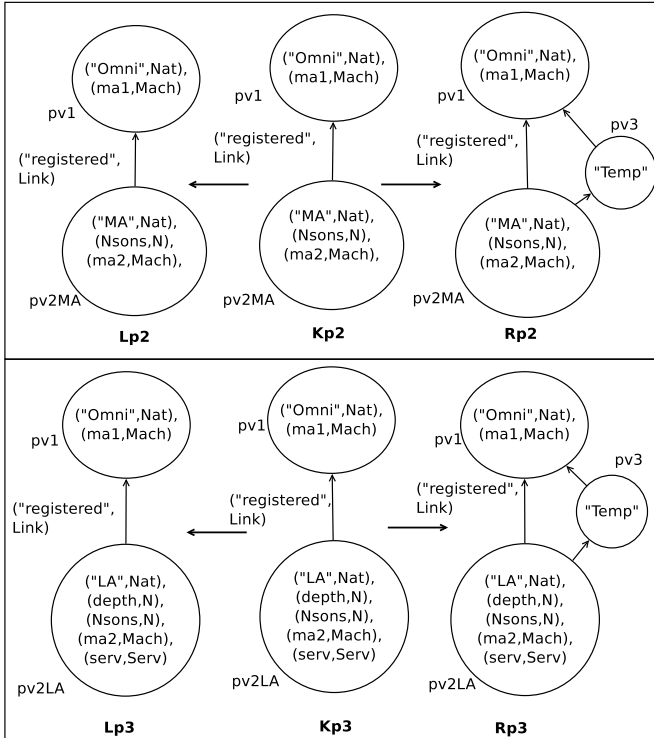 ("Omni",Nat),
(ma1,Mach)
pv1
("registered",
Link)
("MA",Nat),
(Nsons,N),
(ma2,Mach),
pv2MA
Lp2
("Omni",Nat),
(ma1,Mach)
pv1
("registered",
Link)
("MA",Nat),
(Nsons,N),
(ma2,Mach),
pv2MA
Kp2
("Omni",Nat),
(ma1,Mach)
pv1
pv3
"Temp"
("registered",
Link)
("MA",Nat),
(Nsons,N),
(ma2,Mach),
pv2MA
Rp2
("Omni",Nat),
(ma1,Mach)
pv1
("registered",
Link)
("LA",Nat),
(depth,N),
(Nsons,N),
(ma2,Mach),
(serv,Serv)
pv2LA
Lp3
("Omni",Nat),
(ma1,Mach)
pv1
("registered",
Link)
("LA",Nat),
(depth,N),
(Nsons,N),
(ma2,Mach),
(serv,Serv)
pv2LA
Kp3
("Omni",Nat),
(ma1,Mach)
pv1
pv3
"Temp"
("registered",
Link)
("LA",Nat),
(depth,N),
(Nsons,N),
(ma2,Mach),
(serv,Serv)
pv2LA
Rp3